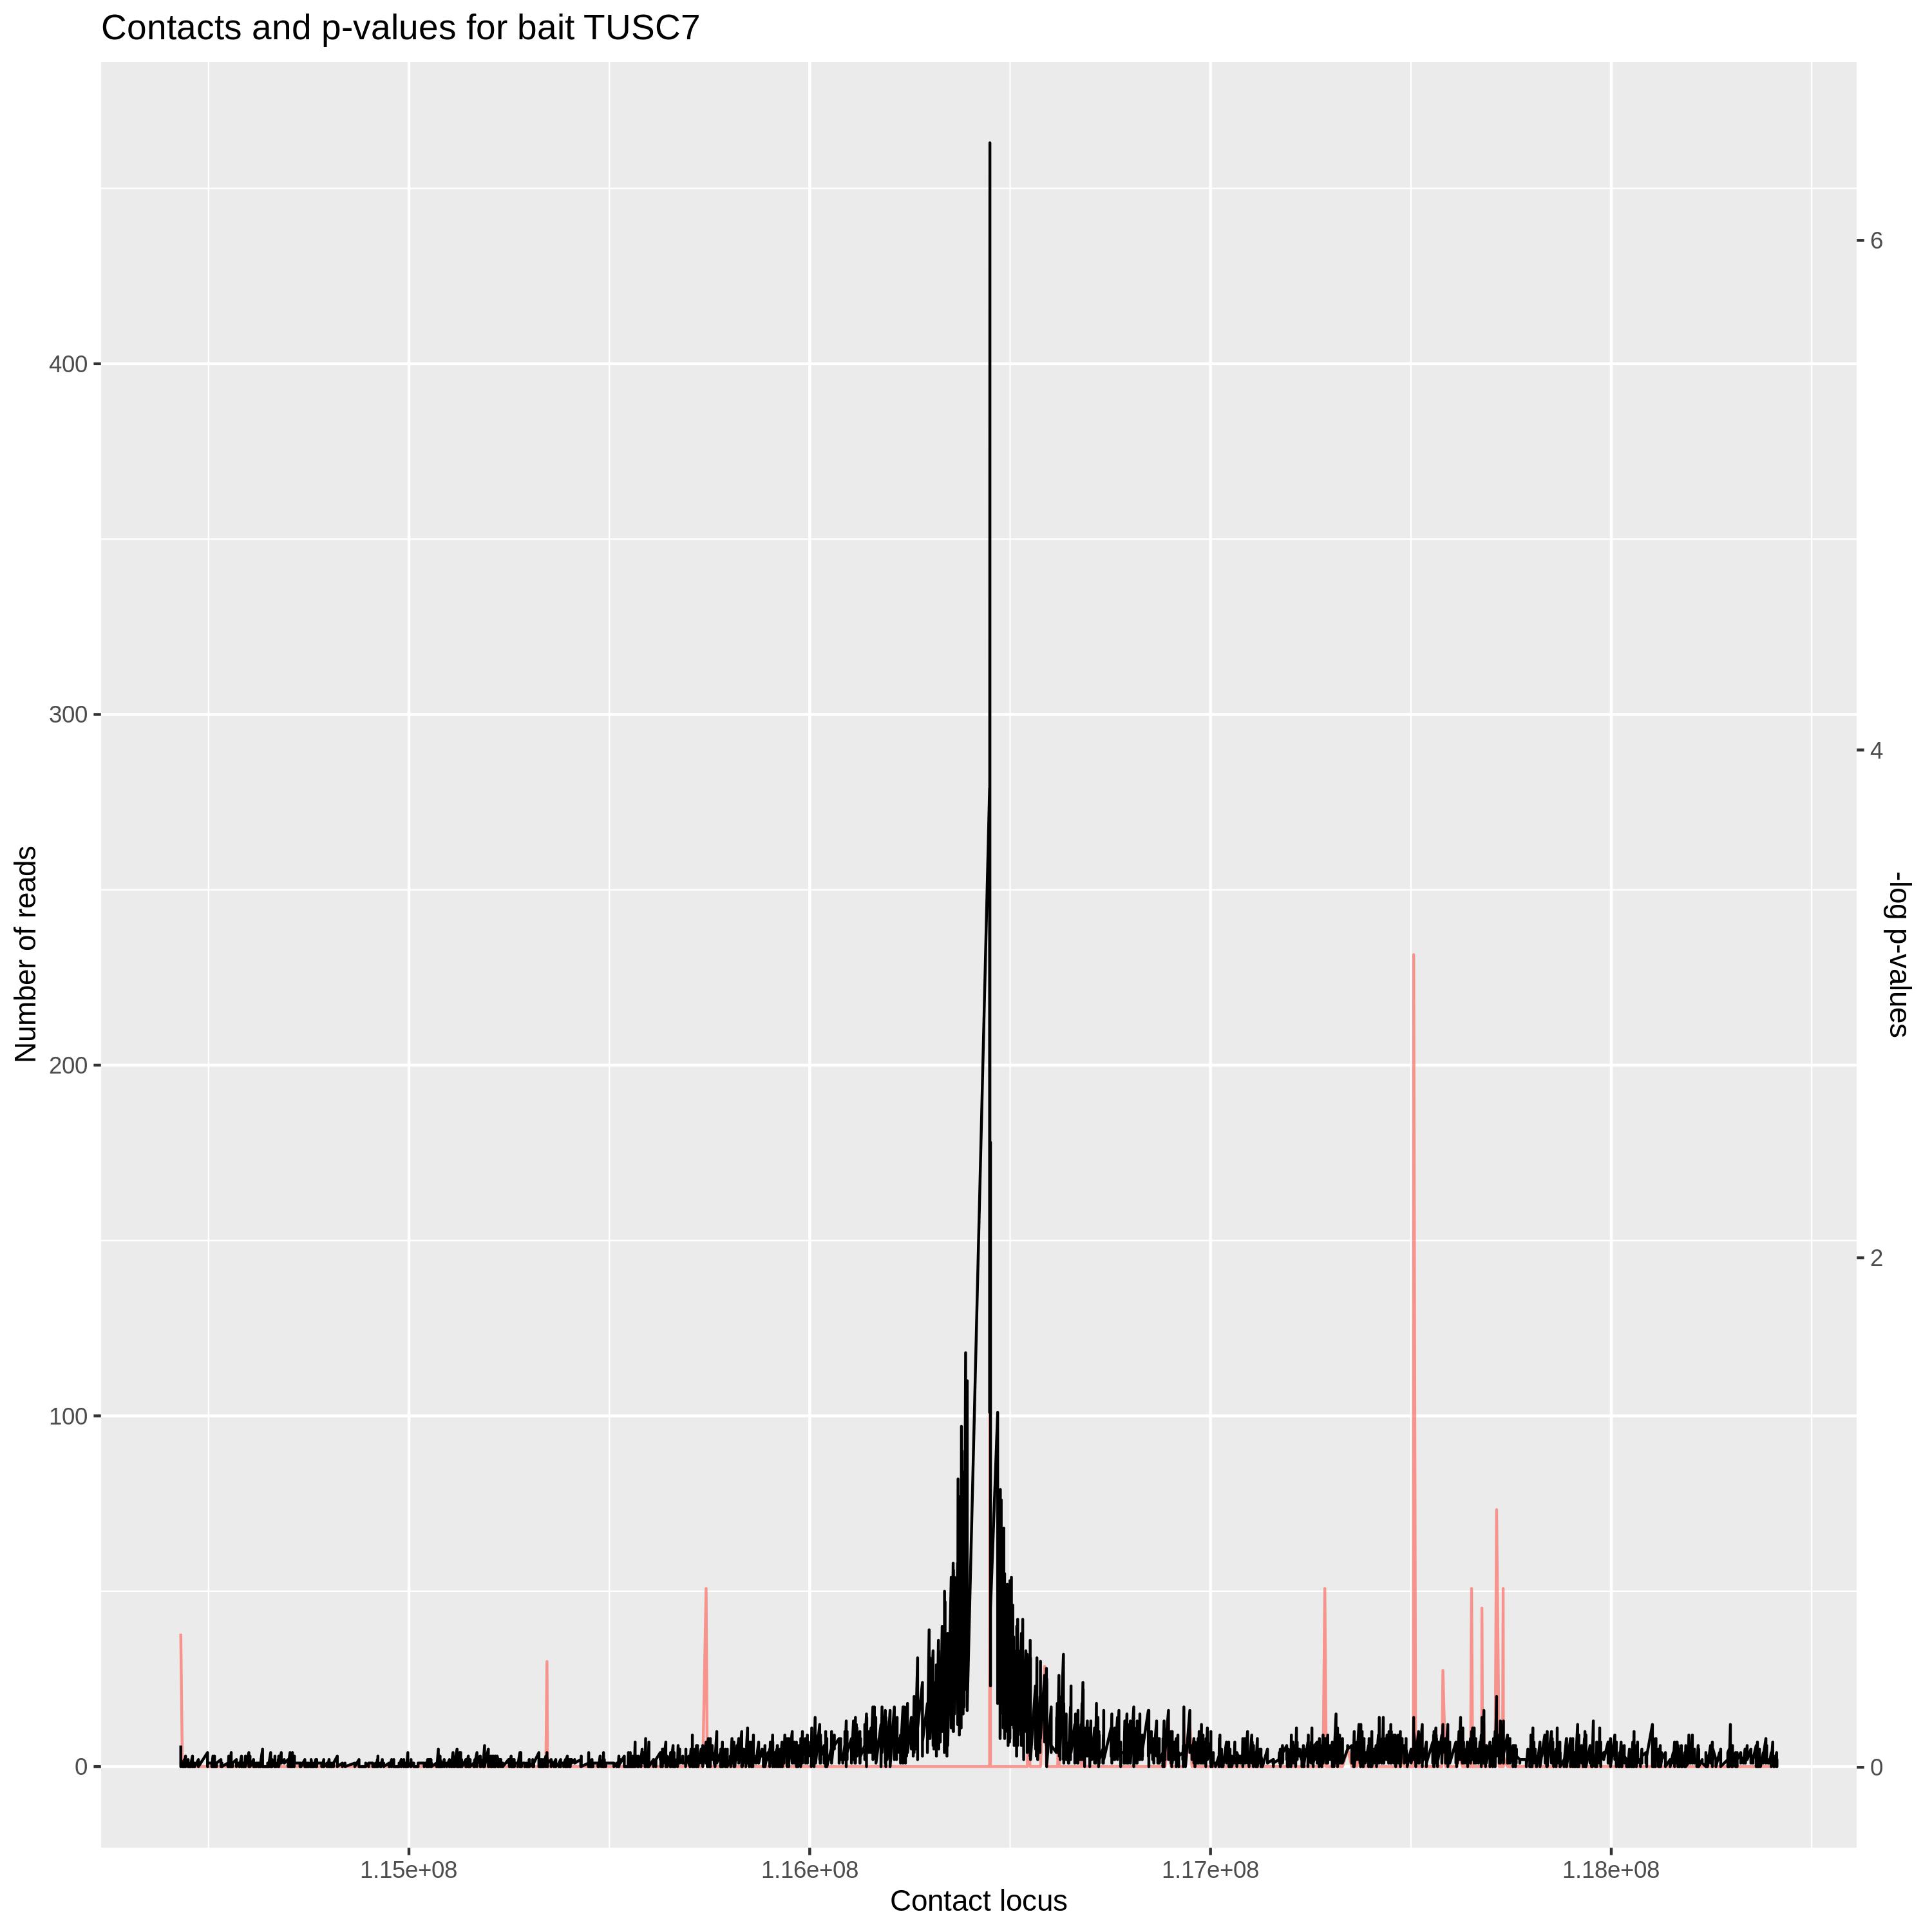 Contacts and p-values for bait TUSC7
Number of reads
400
300
200
100
0
6
4
2
0
-log p-values
1.15e+08
1.16e+08
1.17e+08
1.18e+08
Contact locus